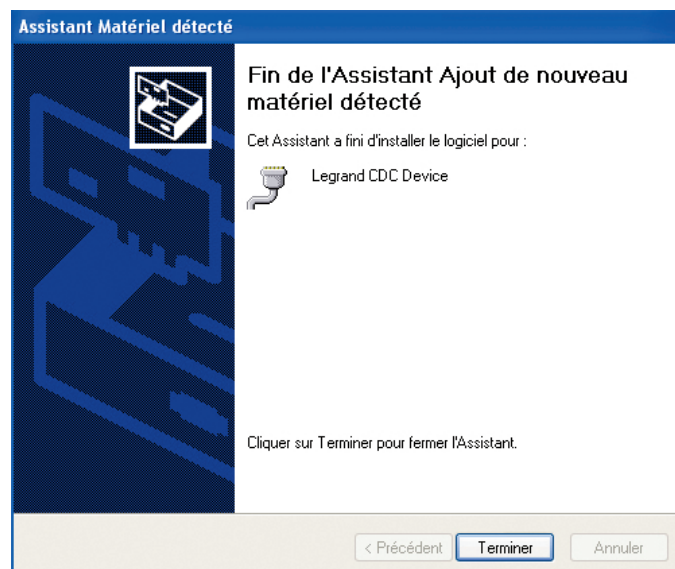 Assistant Matériel détecté
Fin de l'Assistant Ajout de nouveau
matériel détecté
Cet Assistant a fini d'installer le logiciel pour :
Legrand CDC Device
Cliquer sur Terminer pour fermer l'Assistant.
< Précédent Terminer Annuler